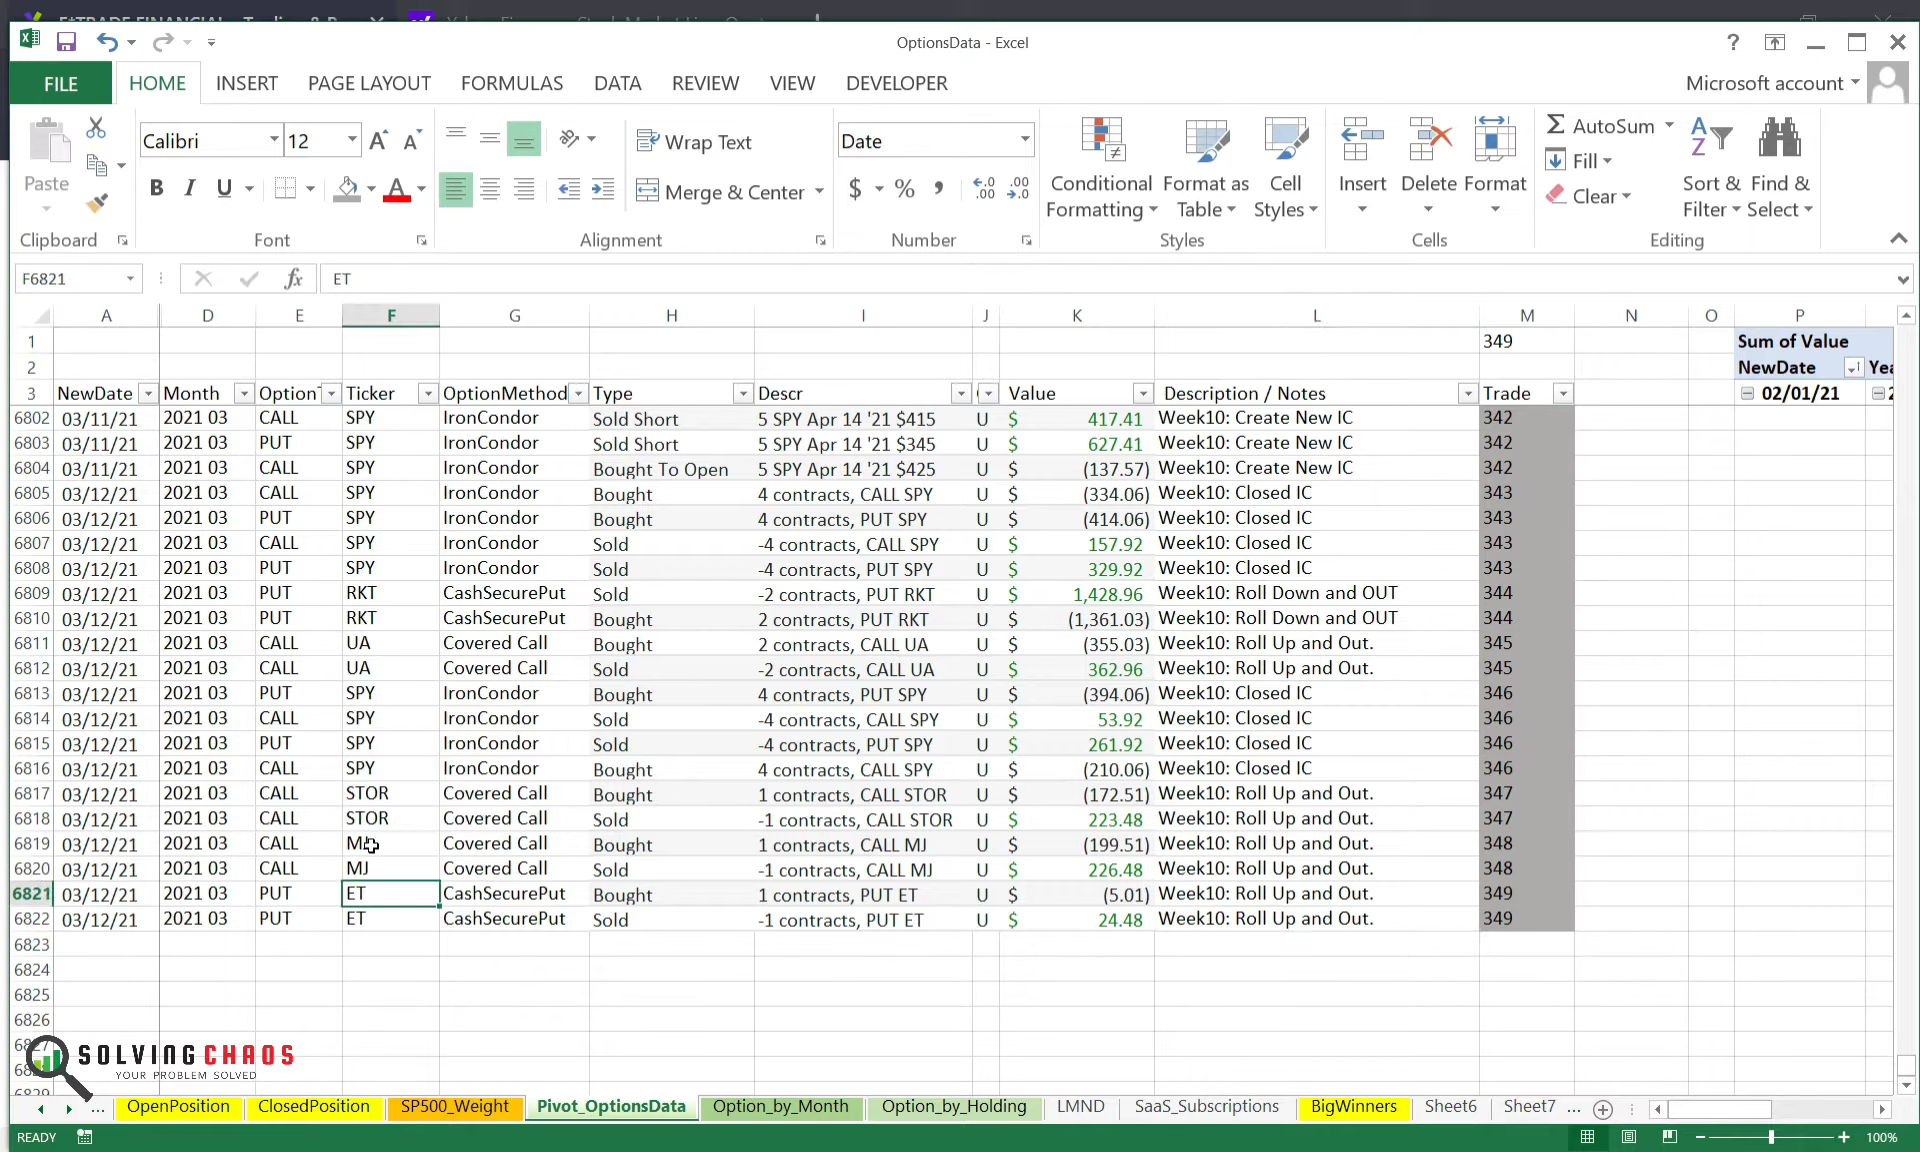 OptionsData - Excel
FILE HOME INSERT PAGE LAYOUT FORMULAS DATA REVIEW VIEW DEVELOPER Microsoft account
Calibri 12 Wrap Text Date AutoSum
Paste B I U Merge & Center $ % Conditional Formatting Format as Table Cell Styles Insert Delete Format Fill Clear Sort & Filter Find & Select
Clipboard Font Alignment Number Styles Cells Editing
F6821 fx ET
A D E F G H I J K L M N O P
1 349 Sum of Value
2 NewDate
3 NewDate Month Ticker OptionMethod Type Descr Value Description / Notes Trade 02/01/21
6802 03/11/21 2021 03 CALL SPY IronCondor Sold Short 5 SPY Apr 14 '21 $415 U $ 417.41 Week10: Create New IC 342
6803 03/11/21 2021 03 PUT SPY IronCondor Sold Short 5 SPY Apr 14 '21 $345 U $ 627.41 Week10: Create New IC 342
6804 03/11/21 2021 03 CALL SPY IronCondor Bought To Open 5 SPY Apr 14 '21 $425 U $ (137.57) Week10: Create New IC 342
6805 03/12/21 2021 03 CALL SPY IronCondor Bought 4 contracts, CALL SPY U $ (334.06) Week10: Closed IC 343
6806 03/12/21 2021 03 PUT SPY IronCondor Bought 4 contracts, PUT SPY U $ (414.06) Week10: Closed IC 343
6807 03/12/21 2021 03 CALL SPY IronCondor Sold -4 contracts, CALL SPY U $ 157.92 Week10: Closed IC 343
6808 03/12/21 2021 03 PUT SPY IronCondor Sold -4 contracts, PUT SPY U $ 329.92 Week10: Closed IC 343
6809 03/12/21 2021 03 PUT RKT CashSecurePut Sold -2 contracts, PUT RKT U $ 1,428.96 Week10: Roll Down and OUT 344
6810 03/12/21 2021 03 PUT RKT CashSecurePut Bought 2 contracts, PUT RKT U $ (1,361.03) Week10: Roll Down and OUT 344
6811 03/12/21 2021 03 CALL UA Covered Call Bought 2 contracts, CALL UA U $ (355.03) Week10: Roll Up and Out. 345
6812 03/12/21 2021 03 CALL UA Covered Call Sold -2 contracts, CALL UA U $ 362.96 Week10: Roll Up and Out. 345
6813 03/12/21 2021 03 PUT SPY IronCondor Bought 4 contracts, PUT SPY U $ (394.06) Week10: Closed IC 346
6814 03/12/21 2021 03 CALL SPY IronCondor Sold -4 contracts, CALL SPY U $ 53.92 Week10: Closed IC 346
6815 03/12/21 2021 03 PUT SPY IronCondor Sold -4 contracts, PUT SPY U $ 261.92 Week10: Closed IC 346
6816 03/12/21 2021 03 CALL SPY IronCondor Bought 4 contracts, CALL SPY U $ (210.06) Week10: Closed IC 346
6817 03/12/21 2021 03 CALL STOR Covered Call Bought 1 contracts, CALL STOR U $ (172.51) Week10: Roll Up and Out. 347
6818 03/12/21 2021 03 CALL STOR Covered Call Sold -1 contracts, CALL STOR U $ 223.48 Week10: Roll Up and Out. 347
6819 03/12/21 2021 03 CALL MJ Covered Call Bought 1 contracts, CALL MJ U $ (199.51) Week10: Roll Up and Out. 348
6820 03/12/21 2021 03 CALL MJ Covered Call Sold -1 contracts, CALL MJ U $ 226.48 Week10: Roll Up and Out. 348
6821 03/12/21 2021 03 PUT ET CashSecurePut Bought 1 contracts, PUT ET U $ (5.01) Week10: Roll Up and Out. 349
6822 03/12/21 2021 03 PUT ET CashSecurePut Sold -1 contracts, PUT ET U $ 24.48 Week10: Roll Up and Out. 349
6823
6824
6825
6826
SOLVINGCHAOS
YOUR PROBLEM SOLVED
... OpenPosition ClosedPosition SP500_Weight Pivot_OptionsData Option_by_Month Option_by_Holding LMND SaaS_Subscriptions BigWinners Sheet6 Sheet7 ...
READY 100%